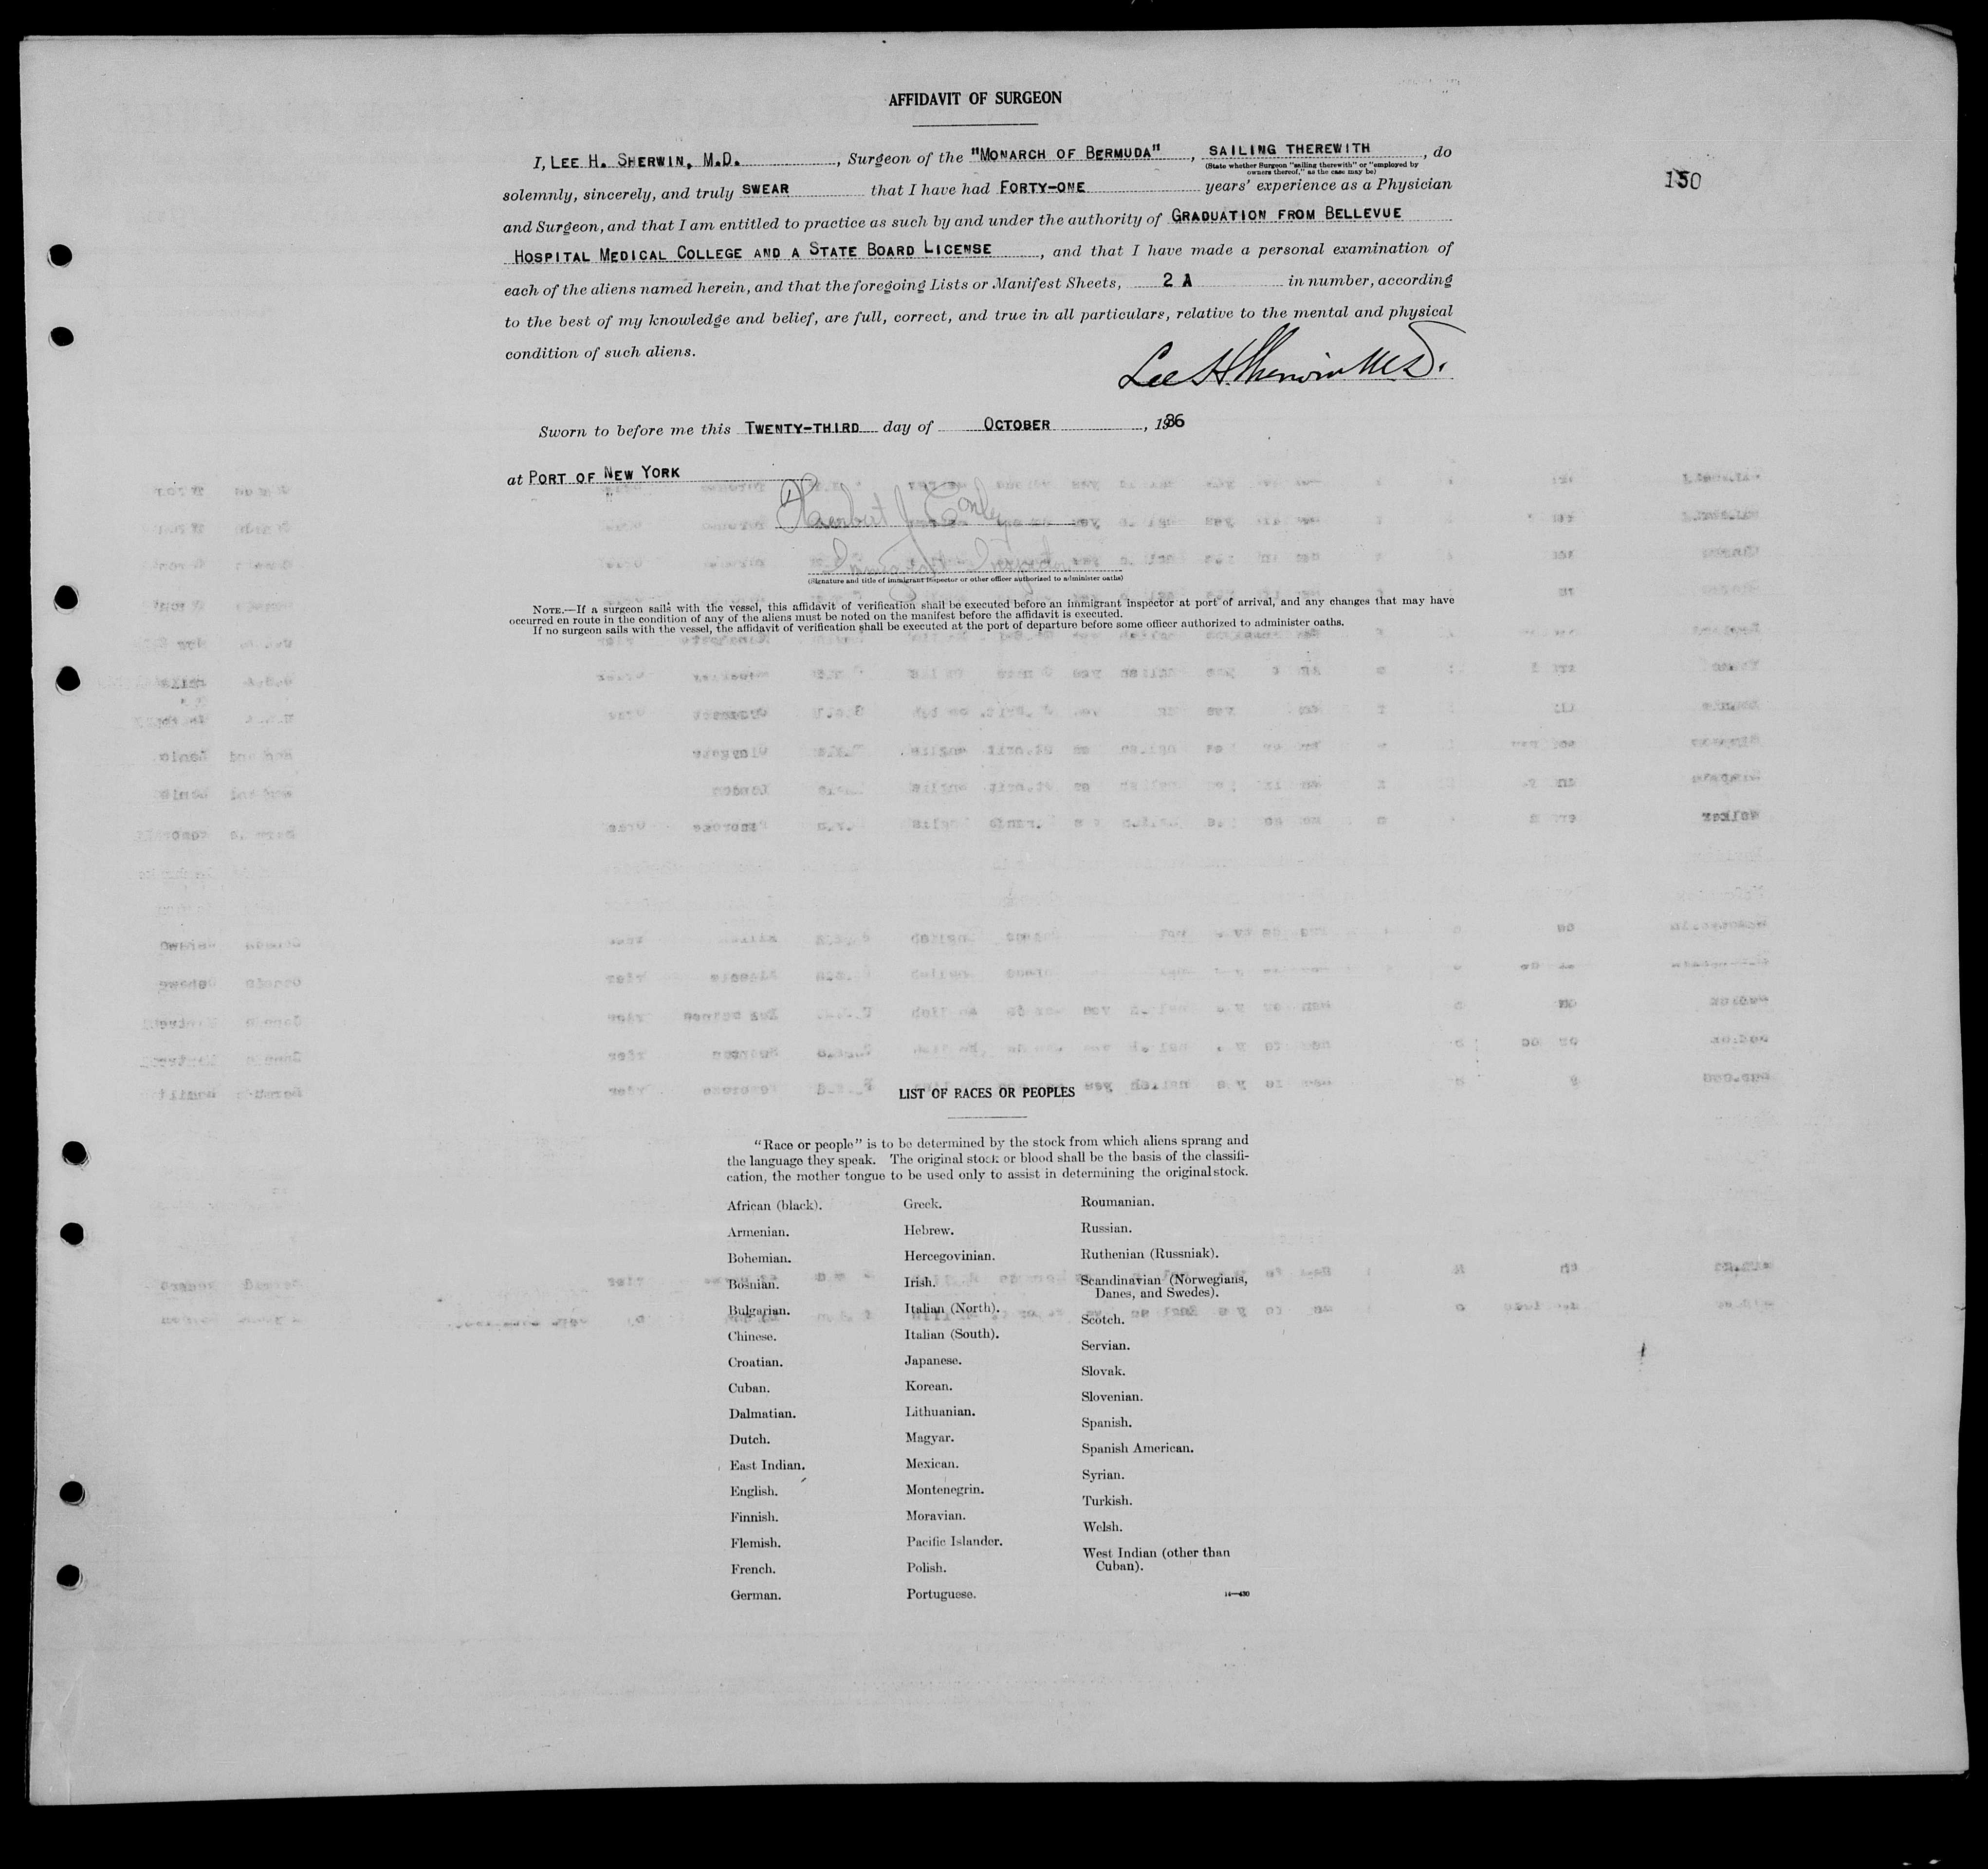 AFFIDAVIT OF SURGEON
150
I, LEE H. SHERWIN, M.D. , Surgeon of the "MONARCH OF BERMUDA" , SAILING THEREWITH , do
(State whether Surgeon "sailing therewith" or "employed by
owners thereof," as the case may be)
solemnly, sincerely, and truly SWEAR that I have had FORTY-ONE years' experience as a Physician
and Surgeon, and that I am entitled to practice as such by and under the authority of GRADUATION FROM BELLEVUE
HOSPITAL MEDICAL COLLEGE AND A STATE BOARD LICENSE , and that I have made a personal examination of
each of the aliens named herein, and that the foregoing Lists or Manifest Sheets, 2 A in number, according
to the best of my knowledge and belief, are full, correct, and true in all particulars, relative to the mental and physical
condition of such aliens.
Lee H. Sherwin M.D.
Sworn to before me this TWENTY-THIRD day of OCTOBER , 1936
at PORT OF NEW YORK
Herbert J Conly
Immigrant Inspector
(Signature and title of immigrant inspector or other officer authorized to administer oaths)
NOTE.—If a surgeon sails with the vessel, this affidavit of verification shall be executed before an immigrant inspector at port of arrival, and any changes that may have
occurred en route in the condition of any of the aliens must be noted on the manifest before the affidavit is executed.
If no surgeon sails with the vessel, the affidavit of verification shall be executed at the port of departure before some officer authorized to administer oaths.
LIST OF RACES OR PEOPLES
"Race or people" is to be determined by the stock from which aliens sprang and
the language they speak. The original stock or blood shall be the basis of the classifi-
cation, the mother tongue to be used only to assist in determining the original stock.
African (black).
Armenian.
Bohemian.
Bosnian.
Bulgarian.
Chinese.
Croatian.
Cuban.
Dalmatian.
Dutch.
East Indian.
English.
Finnish.
Flemish.
French.
German.
Greek.
Hebrew.
Hercegovinian.
Irish.
Italian (North).
Italian (South).
Japanese.
Korean.
Lithuanian.
Magyar.
Mexican.
Montenegrin.
Moravian.
Pacific Islander.
Polish.
Portuguese.
Roumanian.
Russian.
Ruthenian (Russniak).
Scandinavian (Norwegians,
Danes, and Swedes).
Scotch.
Servian.
Slovak.
Slovenian.
Spanish.
Spanish American.
Syrian.
Turkish.
Welsh.
West Indian (other than
Cuban).
14—430